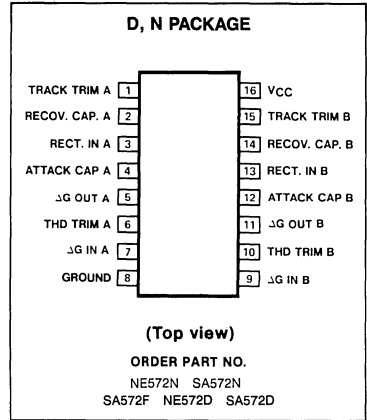 D, N PACKAGE
TRACK TRIM A 1 16 VCC
RECOV. CAP. A 2 15 TRACK TRIM B
RECT. IN A 3 14 RECOV. CAP. B
ATTACK CAP A 4 13 RECT. IN B
ΔG OUT A 5 12 ATTACK CAP B
THD TRIM A 6 11 ΔG OUT B
ΔG IN A 7 10 THD TRIM B
GROUND 8 9 ΔG IN B
(Top view)
ORDER PART NO.
NE572N SA572N
SA572F NE572D SA572D